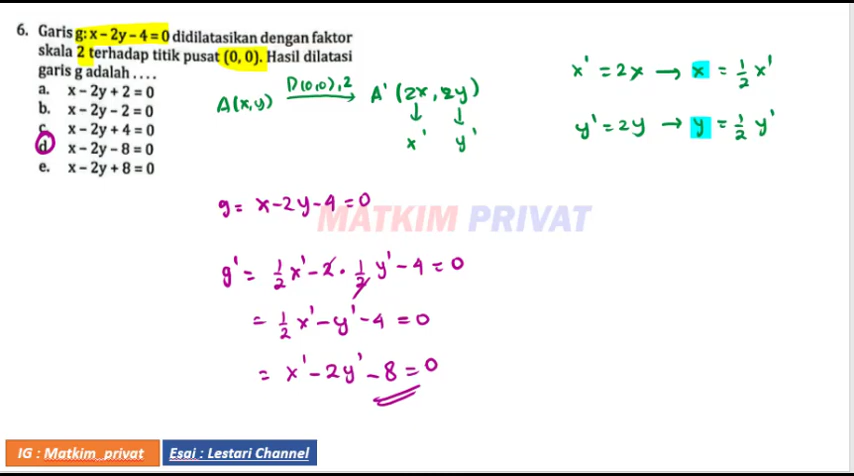 6. Garis g: x – 2y – 4 = 0 didilatasikan dengan faktor
skala 2 terhadap titik pusat (0, 0). Hasil dilatasi
garis g adalah . . . .
a. x – 2y + 2 = 0
b. x – 2y – 2 = 0
c. x – 2y + 4 = 0
d. x – 2y – 8 = 0
e. x – 2y + 8 = 0
D(0,0),2
A(x,y) → A'(2x, 2y)
↓ ↓
x' y'
x' = 2x → x = 1/2 x'
y' = 2y → y = 1/2 y'
g = x - 2y - 4 = 0
MATKIM PRIVAT
g' = 1/2 x' - 2 · 1/2 y' - 4 = 0
= 1/2 x' - y' - 4 = 0
= x' - 2y' - 8 = 0
IG : Matkim_privat
Esai : Lestari Channel